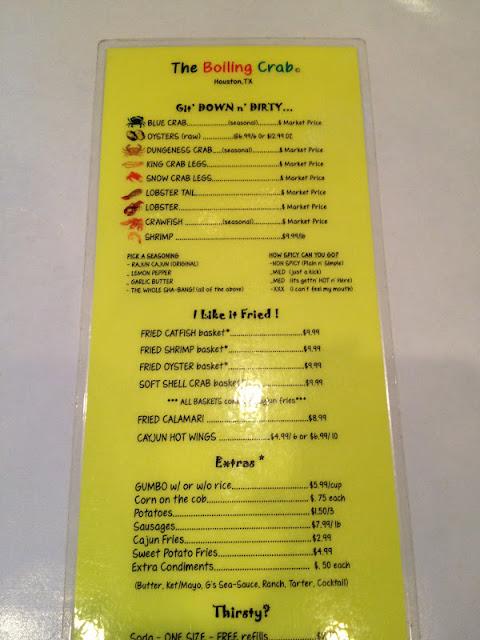 The Boiling Crab©
Houston,TX
Git' DOWN n' DIRTY...
BLUE CRAB...............(seasonal)...........$ Market Price
OYSTERS (raw) ...............@6.99/6 or $12.99 DZ
DUNGENESS CRAB....(seasonal)...............$ Market Price
KING CRAB LEGS.......................................$ Market Price
SNOW CRAB LEGS.....................................$ Market Price
LOBSTER TAIL............................................$ Market Price
LOBSTER.....................................................$ Market Price
CRAWFISH ............(seasonal)....................$ Market Price
SHRIMP .......................................................$9.99/lb
PICK A SEASONING
- RAJUN CAJUN (ORIGINAL)
- LEMON PEPPER
- GARLIC BUTTER
- THE WHOLE SHA-BANG! (all of the above)
HOW SPICY CAN YOU GO?
-NON SPICY (Plain n' Simple)
-MED (just a kick)
-MED (its gettn' HOT n' Here)
-XXX (I can't feel my mouth)
I Like it Fried !
FRIED CATFISH basket*...........................$9.99
FRIED SHRIMP basket*............................$9.99
FRIED OYSTER basket*............................$9.99
SOFT SHELL CRAB basket*......................$9.99
*** ALL BASKETS cajun fries***
FRIED CALAMARI ....................................$8.99
CAYJUN HOT WINGS ..................$4.99/ 6 or $6.99/ 10
Extras *
GUMBO w/ or w/o rice...........................$5.99/cup
Corn on the cob.....................................$. 75 each
Potatoes.................................................$1.50/3
Sausages.................................................$7.99/ lb
Cajun Fries..............................................$2.99
Sweet Potato Fries..................................$4.99
Extra Condiments....................................$. 50 each
(Butter, Ket/Mayo, G's Sea-Sauce, Ranch, Tarter, Cocktail)
Thirsty?
Soda - ONE SIZE - FREE refills